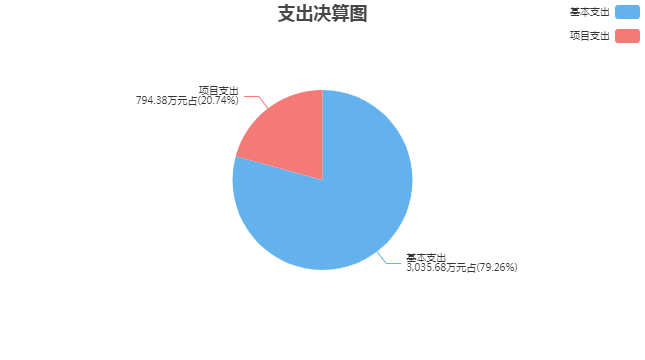 支出决算图
基本支出
项目支出
项目支出
794.38万元占(20.74%)
基本支出
3,035.68万元占(79.26%)